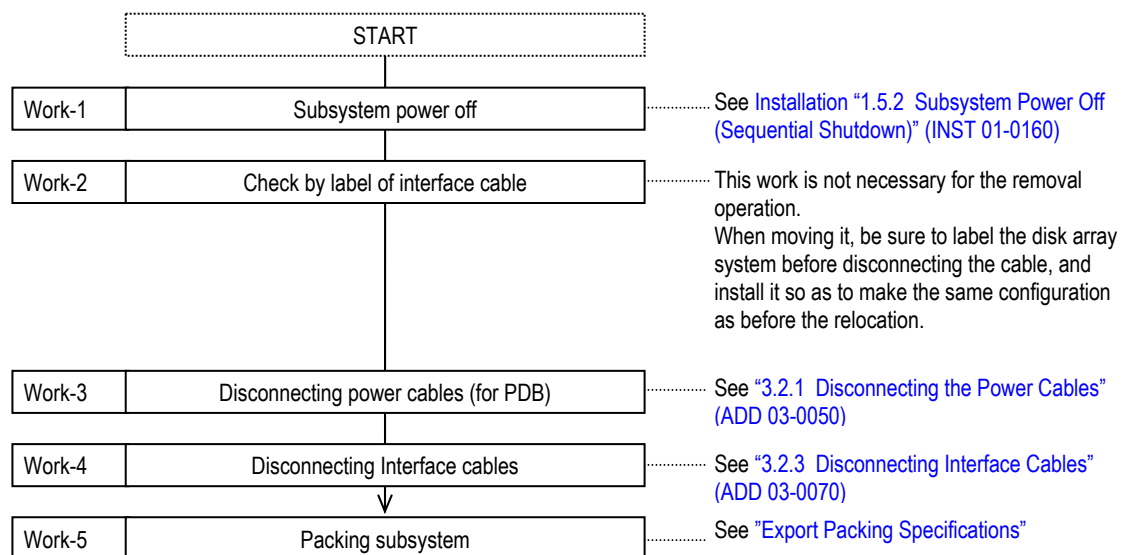 START
Work-1 Subsystem power off See Installation “1.5.2 Subsystem Power Off
(Sequential Shutdown)” (INST 01-0160)
Work-2 Check by label of interface cable This work is not necessary for the removal
operation.
When moving it, be sure to label the disk array
system before disconnecting the cable, and
install it so as to make the same configuration
as before the relocation.
Work-3 Disconnecting power cables (for PDB) See “3.2.1 Disconnecting the Power Cables”
(ADD 03-0050)
Work-4 Disconnecting Interface cables See “3.2.3 Disconnecting Interface Cables”
(ADD 03-0070)
Work-5 Packing subsystem See ”Export Packing Specifications”